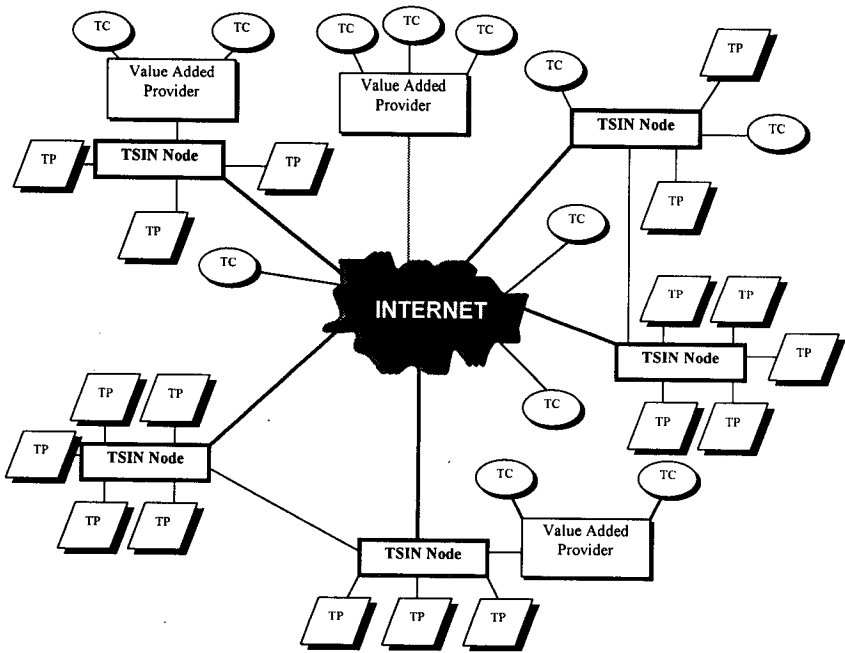 TC
TC
TC
TC
TC
Value Added
Provider
Value Added
Provider
TC
TP
TSIN Node
TC
TSIN Node
TP
TP
TP
TP
TC
TC
INTERNET
TP
TP
TSIN Node
TP
TC
TP
TP
TP
TP
TP
TSIN Node
TP
TP
TC
TC
Value Added
Provider
TSIN Node
TP
TP
TP